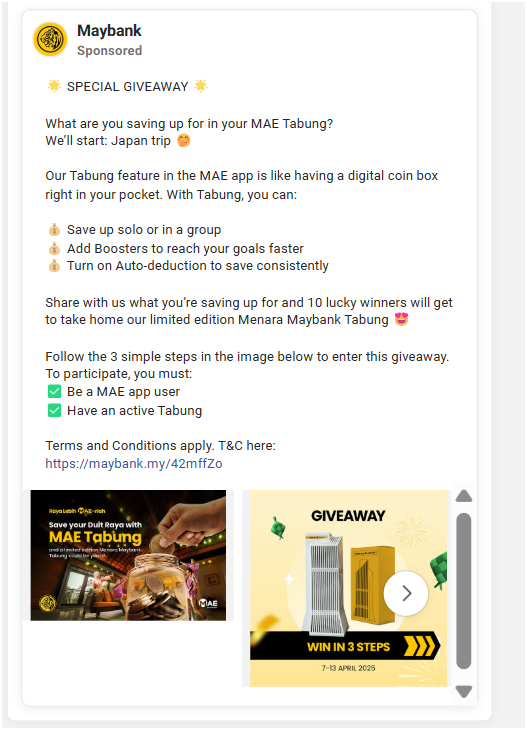 Maybank
Sponsored
🌟 SPECIAL GIVEAWAY 🌟
What are you saving up for in your MAE Tabung?
We'll start: Japan trip 🤭
Our Tabung feature in the MAE app is like having a digital coin box
right in your pocket. With Tabung, you can:
💰 Save up solo or in a group
💰 Add Boosters to reach your goals faster
💰 Turn on Auto-deduction to save consistently
Share with us what you're saving up for and 10 lucky winners will get
to take home our limited edition Menara Maybank Tabung 😍
Follow the 3 simple steps in the image below to enter this giveaway.
To participate, you must:
✅ Be a MAE app user
✅ Have an active Tabung
Terms and Conditions apply. T&C here:
https://maybank.my/42mffZo
Raya Lebih MAE-riah
Save your Duit Raya with
MAE Tabung
and a limited edition Menara Maybank
Tabung could be yours!
MAE
GIVEAWAY
WIN IN 3 STEPS
7-13 APRIL 2025